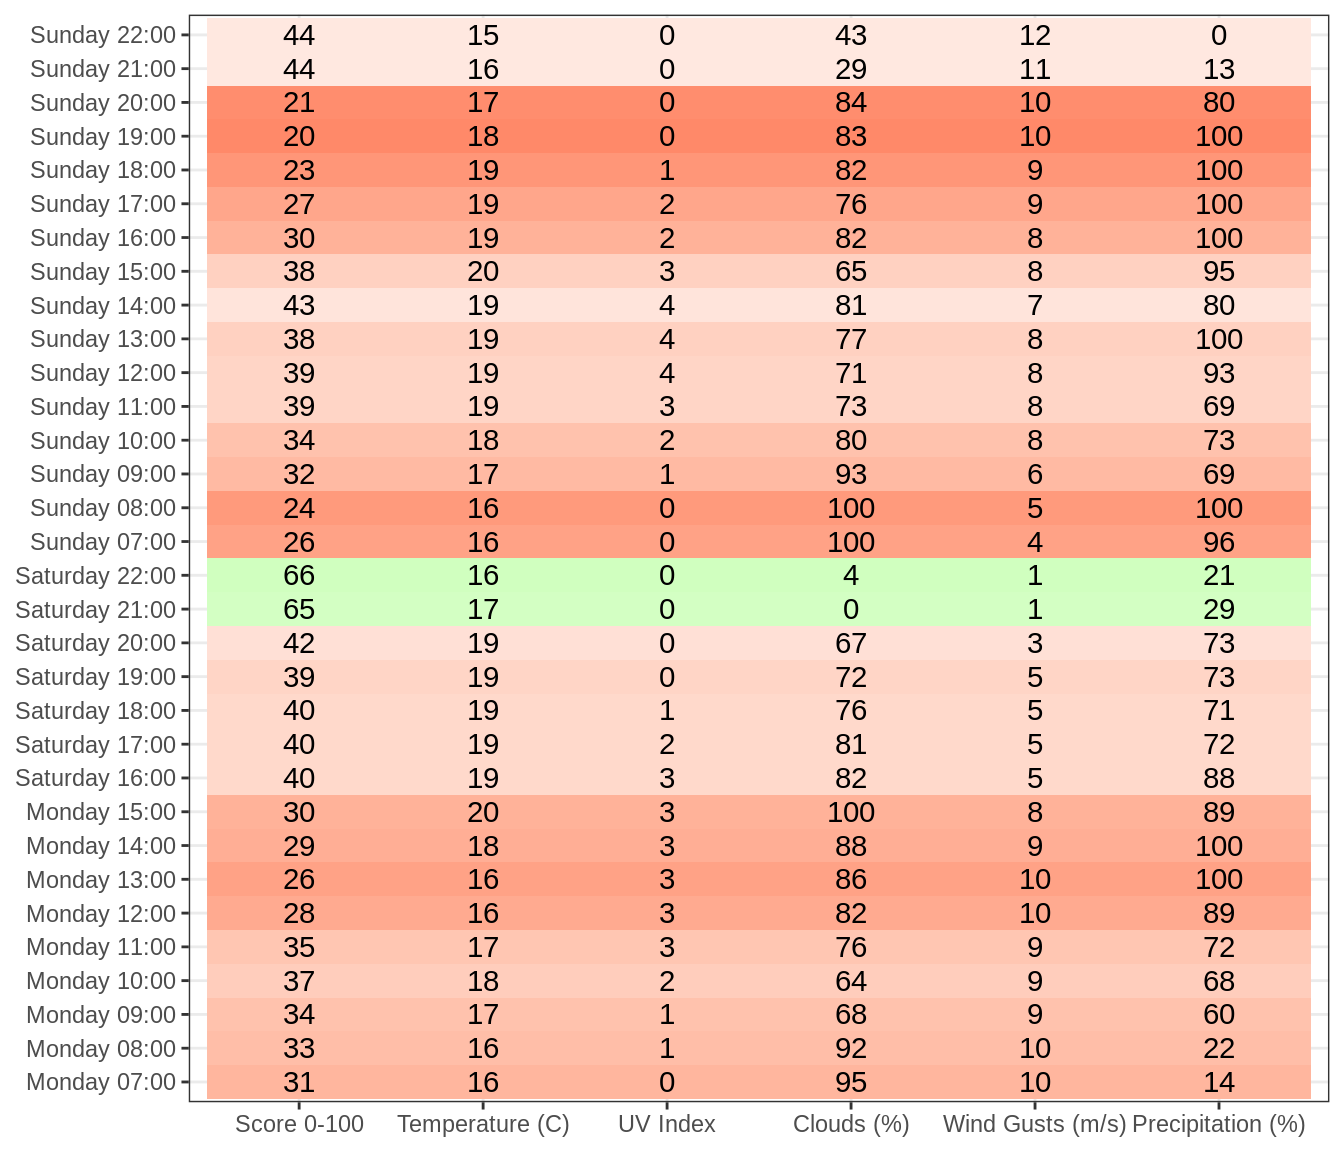 Sunday 22:00 44 15 0 43 12 0
Sunday 21:00 44 16 0 29 11 13
Sunday 20:00 21 17 0 84 10 80
Sunday 19:00 20 18 0 83 10 100
Sunday 18:00 23 19 1 82 9 100
Sunday 17:00 27 19 2 76 9 100
Sunday 16:00 30 19 2 82 8 100
Sunday 15:00 38 20 3 65 8 95
Sunday 14:00 43 19 4 81 7 80
Sunday 13:00 38 19 4 77 8 100
Sunday 12:00 39 19 4 71 8 93
Sunday 11:00 39 19 3 73 8 69
Sunday 10:00 34 18 2 80 8 73
Sunday 09:00 32 17 1 93 6 69
Sunday 08:00 24 16 0 100 5 100
Sunday 07:00 26 16 0 100 4 96
Saturday 22:00 66 16 0 4 1 21
Saturday 21:00 65 17 0 0 1 29
Saturday 20:00 42 19 0 67 3 73
Saturday 19:00 39 19 0 72 5 73
Saturday 18:00 40 19 1 76 5 71
Saturday 17:00 40 19 2 81 5 72
Saturday 16:00 40 19 3 82 5 88
Monday 15:00 30 20 3 100 8 89
Monday 14:00 29 18 3 88 9 100
Monday 13:00 26 16 3 86 10 100
Monday 12:00 28 16 3 82 10 89
Monday 11:00 35 17 3 76 9 72
Monday 10:00 37 18 2 64 9 68
Monday 09:00 34 17 1 68 9 60
Monday 08:00 33 16 1 92 10 22
Monday 07:00 31 16 0 95 10 14
Score 0-100 Temperature (C) UV Index Clouds (%) Wind Gusts (m/s) Precipitation (%)